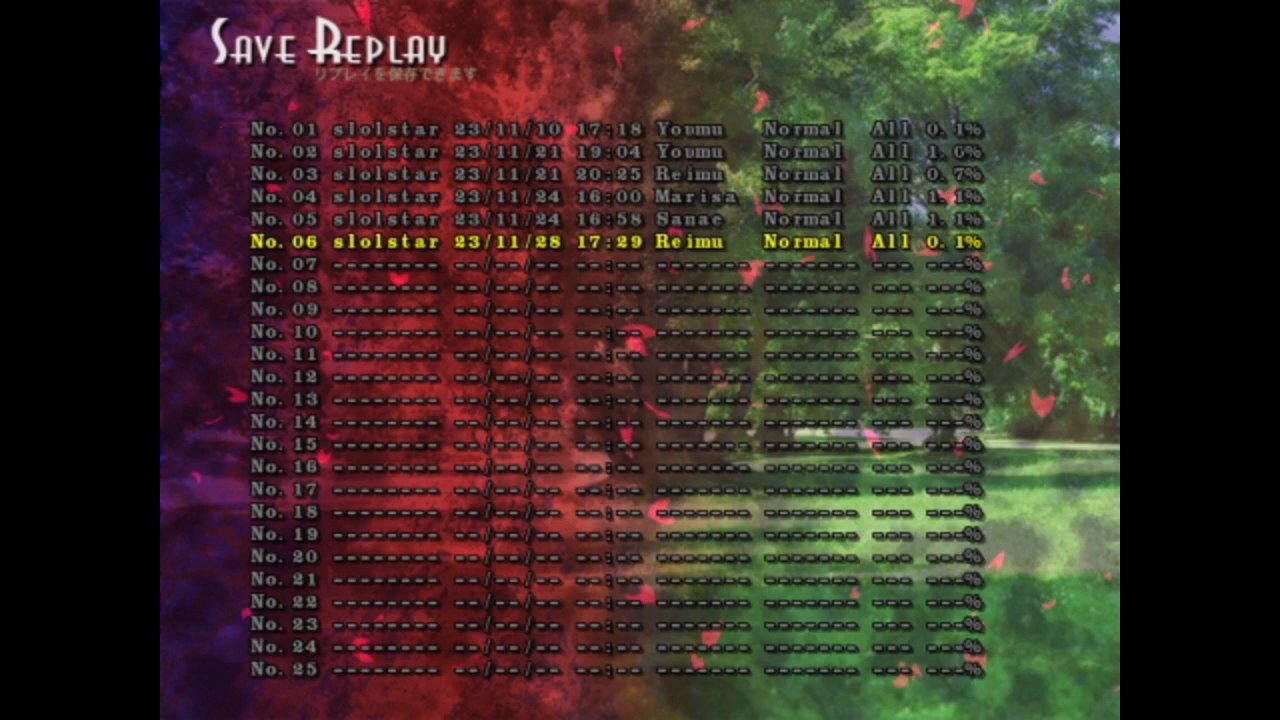 Save Replay
リプレイを保存できます
No. 01 slolstar 23/11/10 17:18 Youmu Normal All 0.1%
No. 02 slolstar 23/11/21 19:04 Youmu Normal All 1.6%
No. 03 slolstar 23/11/21 20:25 Reimu Normal All 0.7%
No. 04 slolstar 23/11/24 16:00 Marisa Normal All 1.1%
No. 05 slolstar 23/11/24 16:58 Sanae Normal All 1.1%
No. 06 slolstar 23/11/28 17:29 Reimu Normal All 0.1%
No. 07 -------- --/--/-- --:-- ------- ------- --- ---%
No. 08 -------- --/--/-- --:-- ------- ------- --- ---%
No. 09 -------- --/--/-- --:-- ------- ------- --- ---%
No. 10 -------- --/--/-- --:-- ------- ------- --- ---%
No. 11 -------- --/--/-- --:-- ------- ------- --- ---%
No. 12 -------- --/--/-- --:-- ------- ------- --- ---%
No. 13 -------- --/--/-- --:-- ------- ------- --- ---%
No. 14 -------- --/--/-- --:-- ------- ------- --- ---%
No. 15 -------- --/--/-- --:-- ------- ------- --- ---%
No. 16 -------- --/--/-- --:-- ------- ------- --- ---%
No. 17 -------- --/--/-- --:-- ------- ------- --- ---%
No. 18 -------- --/--/-- --:-- ------- ------- --- ---%
No. 19 -------- --/--/-- --:-- ------- ------- --- ---%
No. 20 -------- --/--/-- --:-- ------- ------- --- ---%
No. 21 -------- --/--/-- --:-- ------- ------- --- ---%
No. 22 -------- --/--/-- --:-- ------- ------- --- ---%
No. 23 -------- --/--/-- --:-- ------- ------- --- ---%
No. 24 -------- --/--/-- --:-- ------- ------- --- ---%
No. 25 -------- --/--/-- --:-- ------- ------- --- ---%